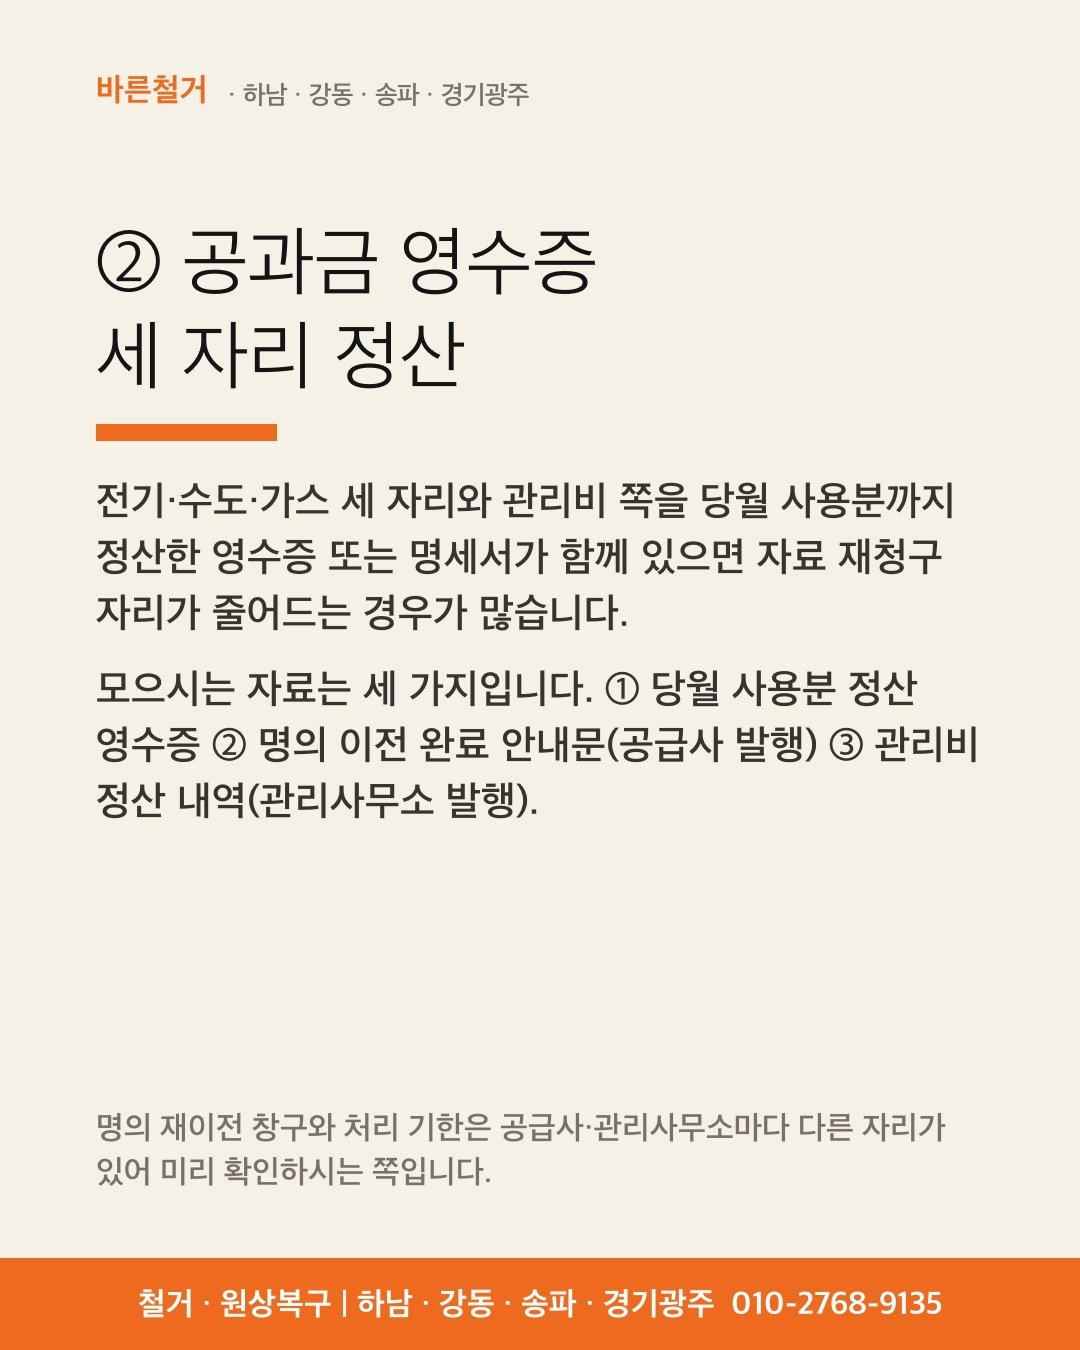 바른철거 · 하남 · 강동 · 송파 · 경기광주
② 공과금 영수증
세 자리 정산
전기·수도·가스 세 자리와 관리비 쪽을 당월 사용분까지
정산한 영수증 또는 명세서가 함께 있으면 자료 재청구
자리가 줄어드는 경우가 많습니다.
모으시는 자료는 세 가지입니다. ① 당월 사용분 정산
영수증 ② 명의 이전 완료 안내문(공급사 발행) ③ 관리비
정산 내역(관리사무소 발행).
명의 재이전 창구와 처리 기한은 공급사·관리사무소마다 다른 자리가
있어 미리 확인하시는 쪽입니다.
철거 · 원상복구 | 하남 · 강동 · 송파 · 경기광주 010-2768-9135